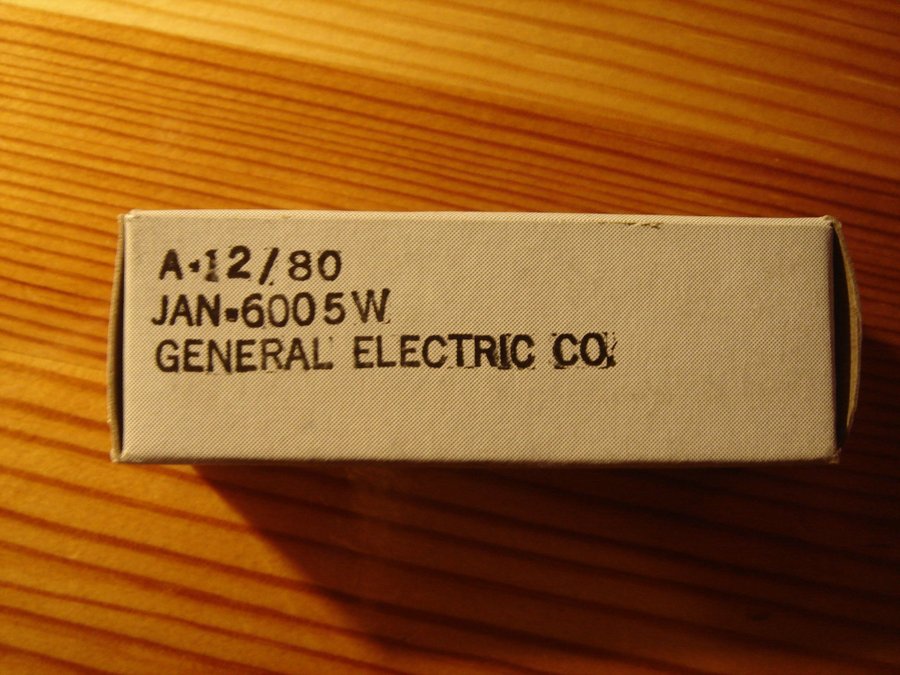 A-12/80
JAN-6005W
GENERAL ELECTRIC CO.